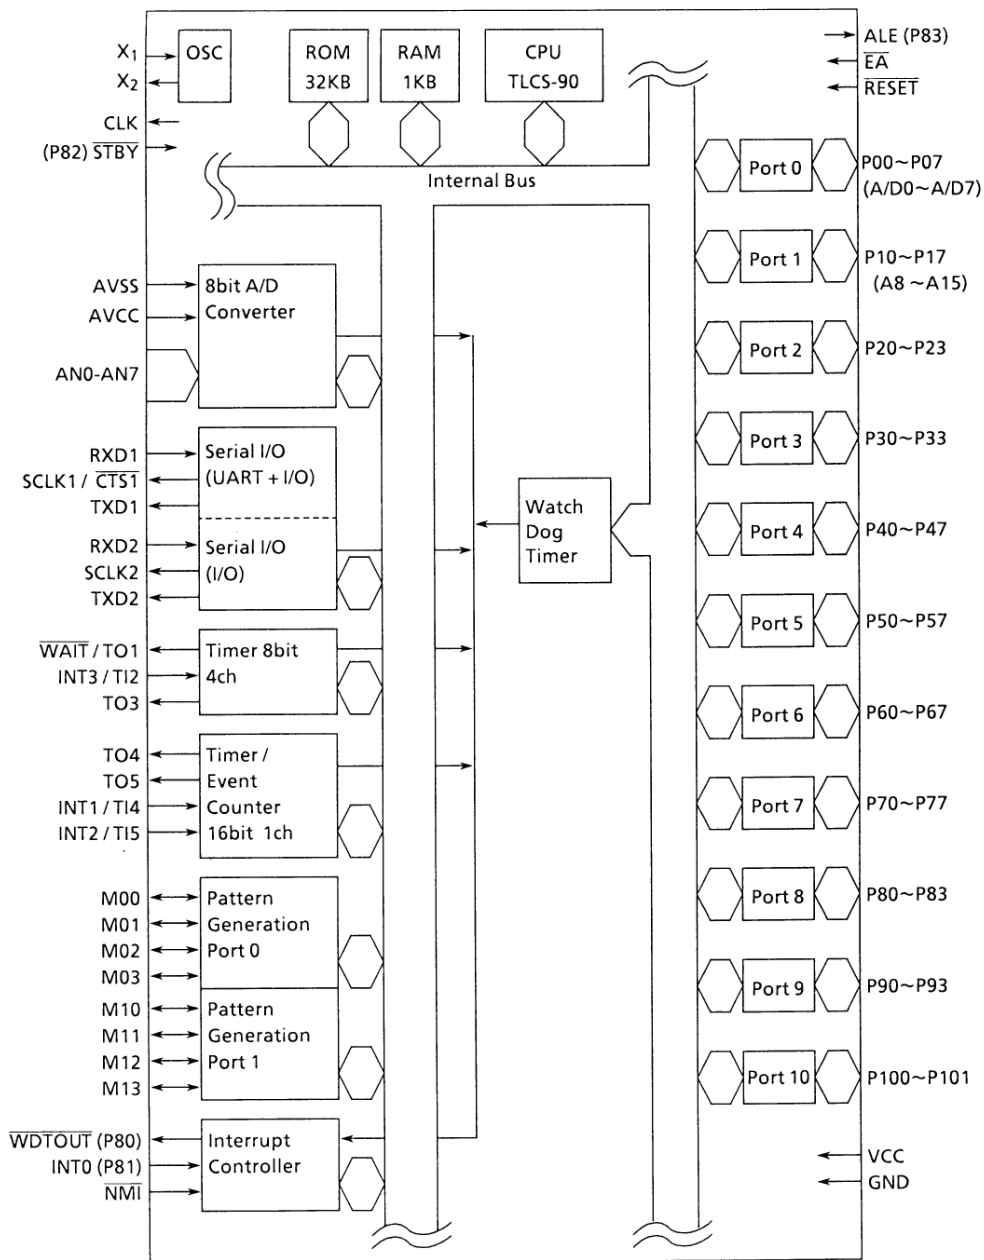 X1
X2
CLK
(P82) STBY
OSC
ROM
32KB
RAM
1KB
CPU
TLCS-90
Internal Bus
ALE (P83)
EA
RESET
AVSS
AVCC
AN0-AN7
8bit A/D
Converter
RXD1
SCLK1 / CTS1
TXD1
Serial I/O
(UART + I/O)
RXD2
SCLK2
TXD2
Serial I/O
(I/O)
WAIT / TO1
INT3 / TI2
TO3
Timer 8bit
4ch
TO4
TO5
INT1 / TI4
INT2 / TI5
Timer /
Event
Counter
16bit 1ch
M00
M01
M02
M03
Pattern
Generation
Port 0
M10
M11
M12
M13
Pattern
Generation
Port 1
WDTOUT (P80)
INT0 (P81)
NMI
Interrupt
Controller
Watch
Dog
Timer
Port 0
P00~P07
(A/D0~A/D7)
Port 1
P10~P17
(A8 ~A15)
Port 2
P20~P23
Port 3
P30~P33
Port 4
P40~P47
Port 5
P50~P57
Port 6
P60~P67
Port 7
P70~P77
Port 8
P80~P83
Port 9
P90~P93
Port 10
P100~P101
VCC
GND